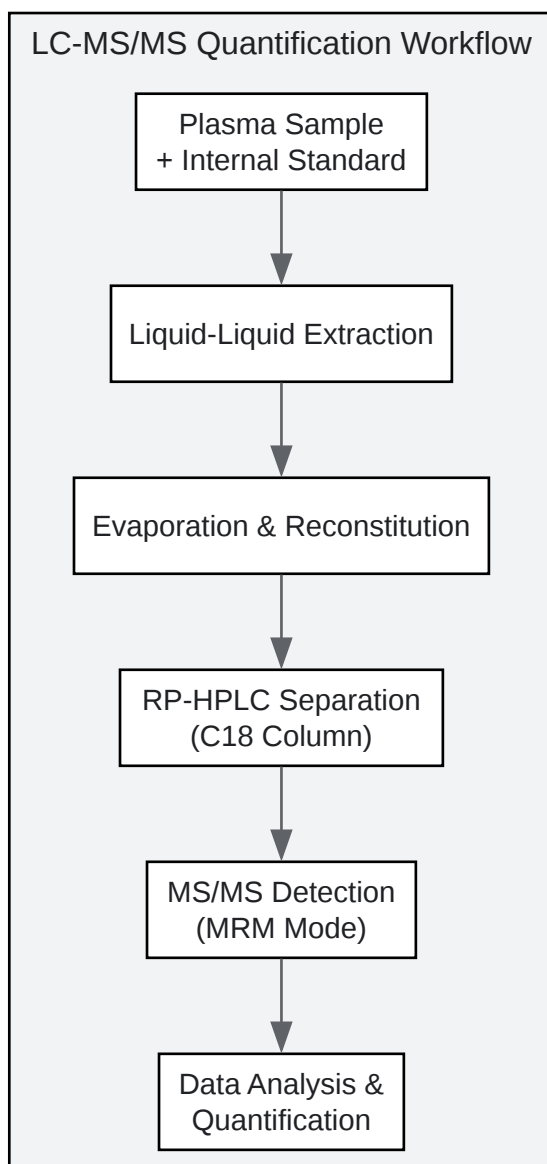 LC-MS/MS Quantification Workflow
Plasma Sample
+ Internal Standard
Liquid-Liquid Extraction
Evaporation & Reconstitution
RP-HPLC Separation
(C18 Column)
MS/MS Detection
(MRM Mode)
Data Analysis &
Quantification